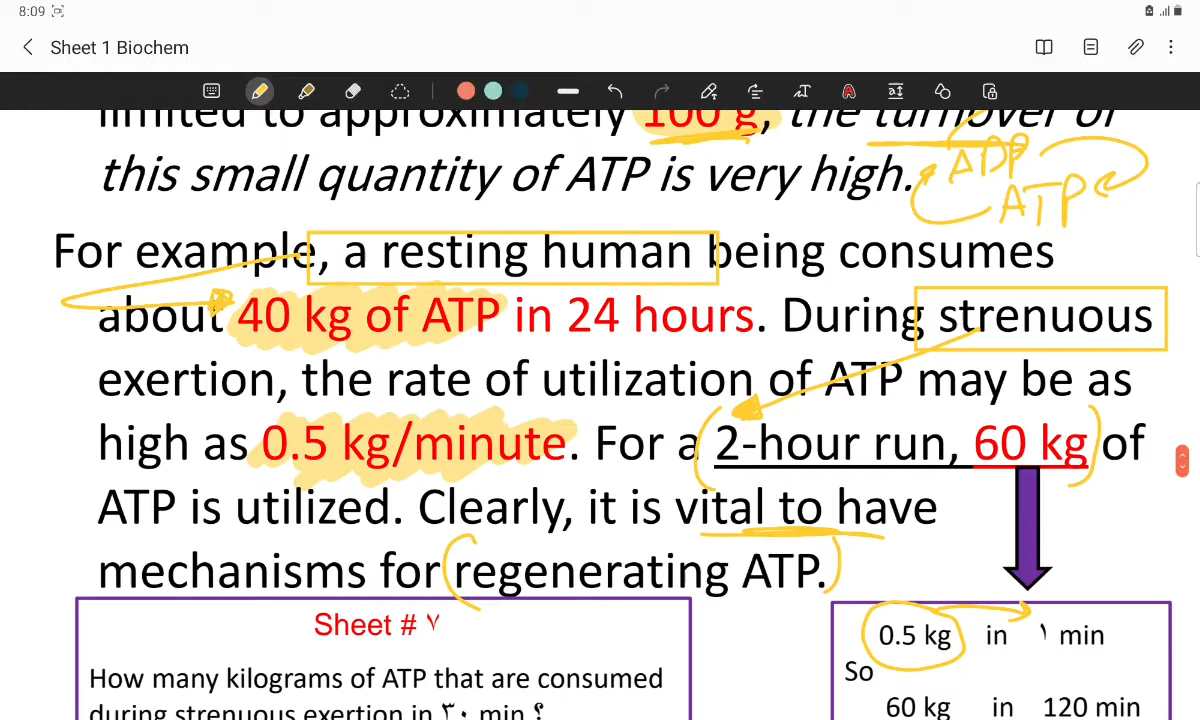 8:09
Sheet 1 Biochem
limited to approximately 100 g, the turnover of
this small quantity of ATP is very high.
ADP
ATP
For example, a resting human being consumes
about 40 kg of ATP in 24 hours. During strenuous
exertion, the rate of utilization of ATP may be as
high as 0.5 kg/minute. For a 2-hour run, 60 kg of
ATP is utilized. Clearly, it is vital to have
mechanisms for regenerating ATP.
Sheet # ٧
How many kilograms of ATP that are consumed
during strenuous exertion in ٣٠ min ؟
0.5 kg in ١ min
So
60 kg in 120 min